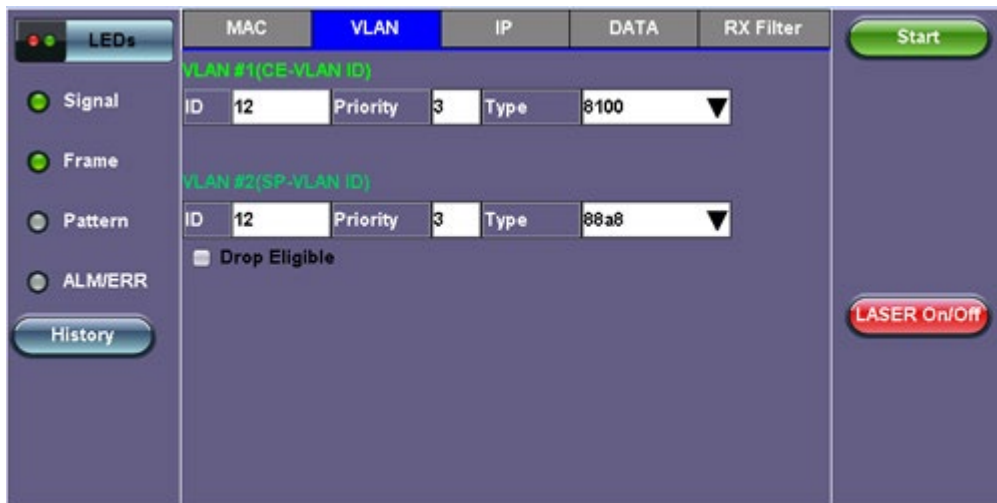 LEDs
Signal
Frame
Pattern
ALM/ERR
History
MAC VLAN IP DATA RX Filter
VLAN #1(CE-VLAN ID)
ID 12 Priority 3 Type 8100
VLAN #2(SP-VLAN ID)
ID 12 Priority 3 Type 88a8
Drop Eligible
Start
LASER On/Off